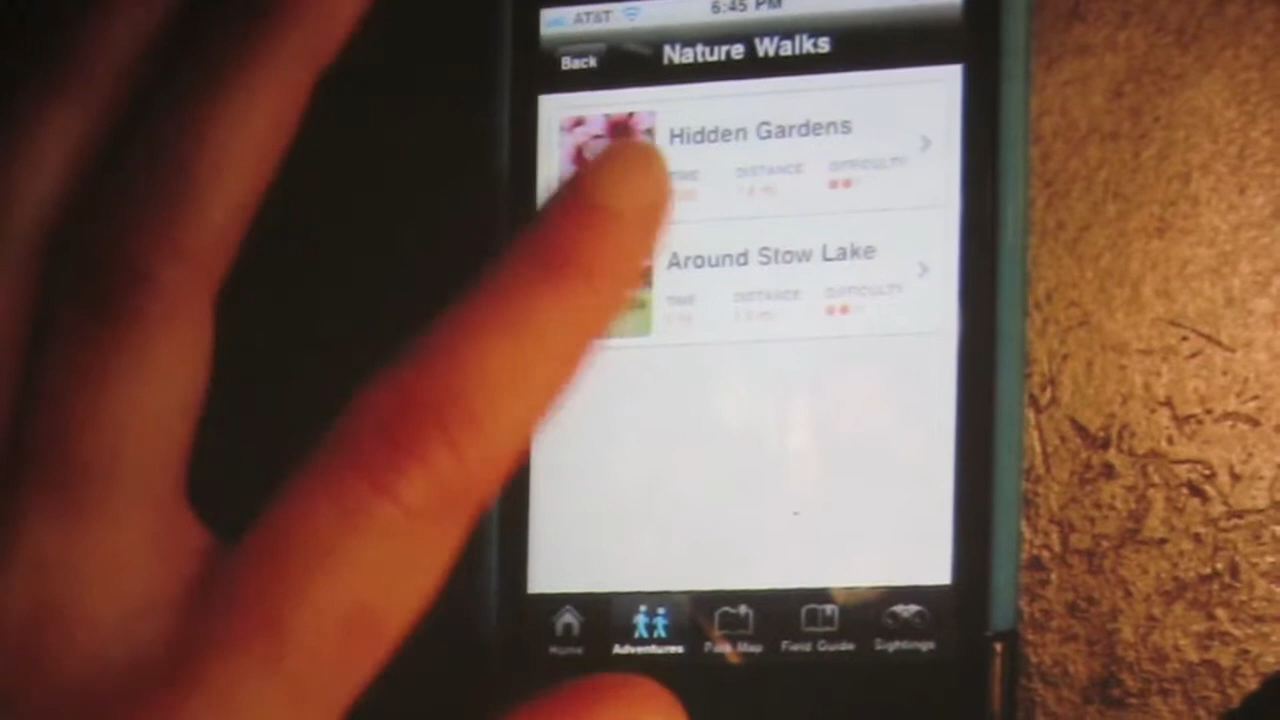 AT&T 6:45 PM
Back Nature Walks
Hidden Gardens
TIME DISTANCE DIFFICULTY
Around Stow Lake
TIME DISTANCE DIFFICULTY
Home Adventures Park Map Field Guide Sightings